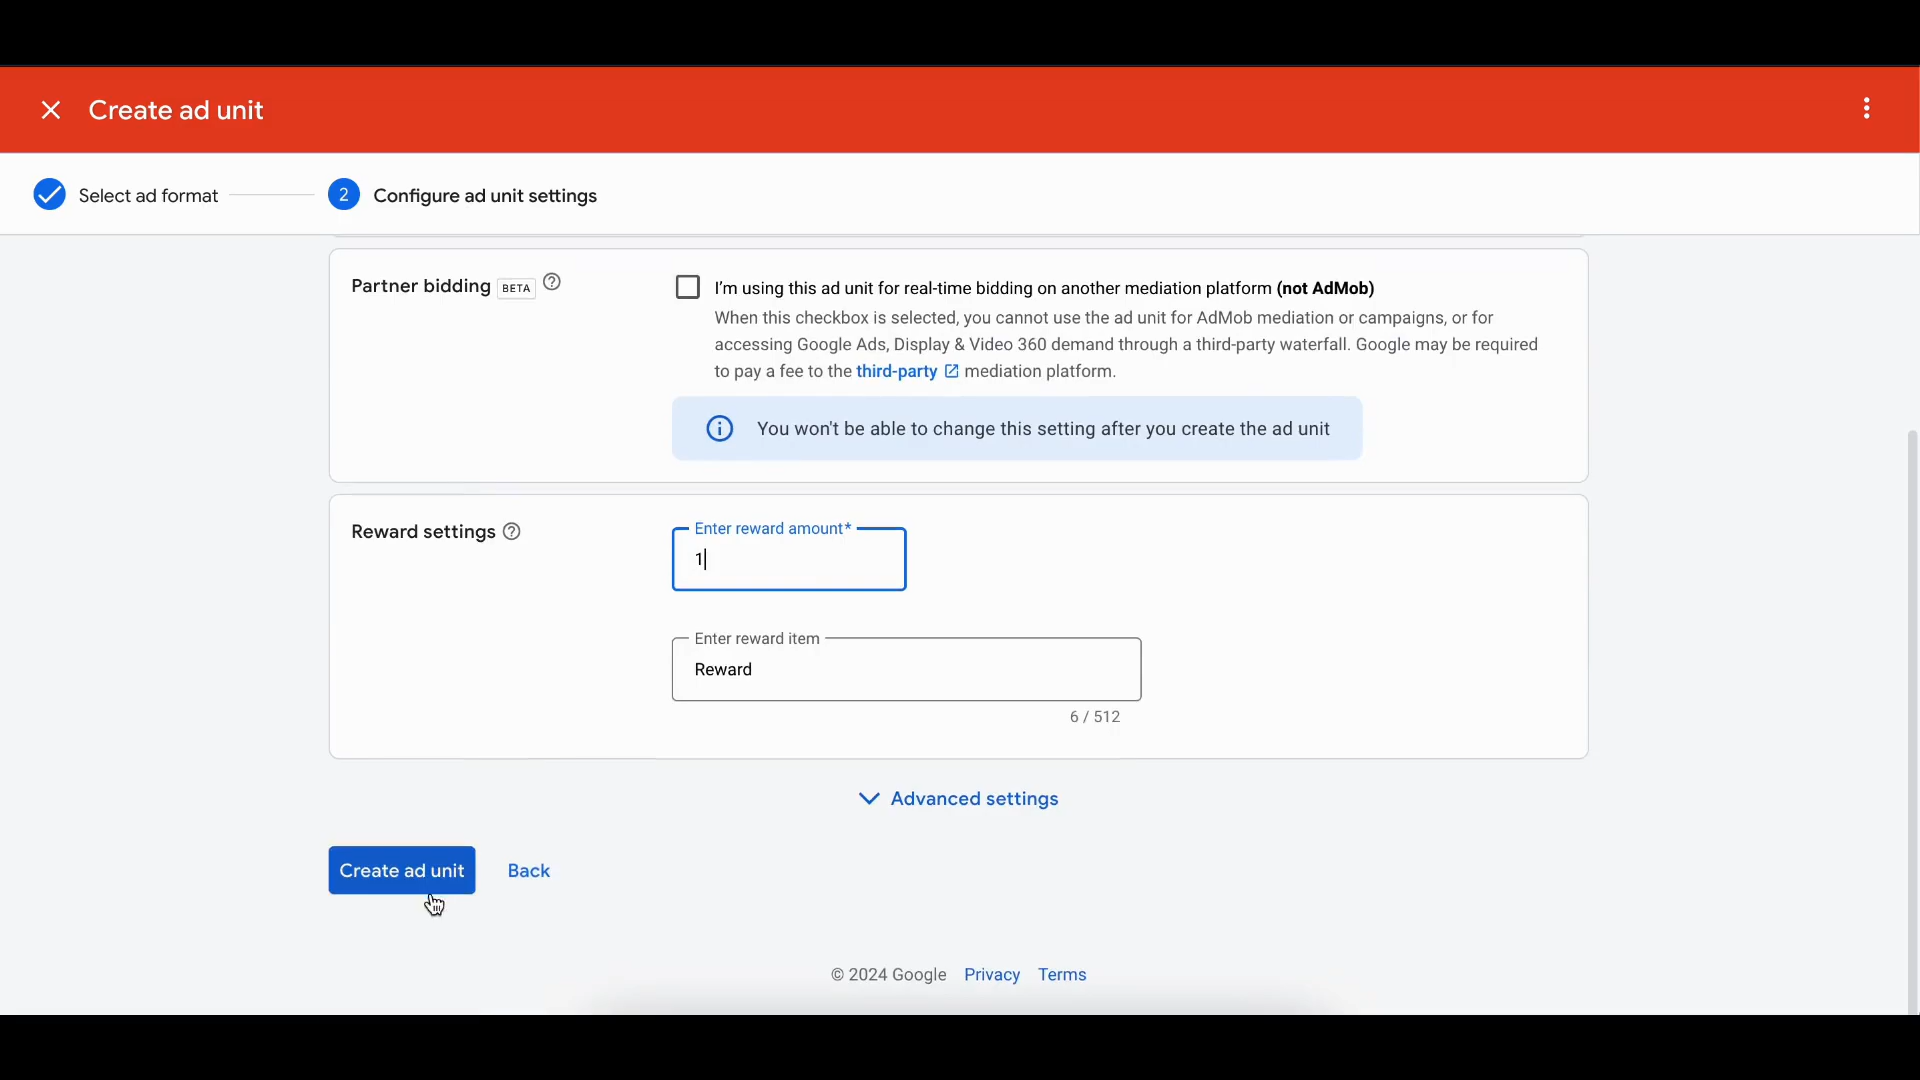 Create ad unit
Select ad format
2 Configure ad unit settings
Partner bidding BETA
I'm using this ad unit for real-time bidding on another mediation platform (not AdMob)
When this checkbox is selected, you cannot use the ad unit for AdMob mediation or campaigns, or for
accessing Google Ads, Display & Video 360 demand through a third-party waterfall. Google may be required
to pay a fee to the third-party mediation platform.
You won't be able to change this setting after you create the ad unit
Reward settings
Enter reward amount*
1
Enter reward item
Reward
6 / 512
Advanced settings
Create ad unit
Back
© 2024 Google Privacy Terms